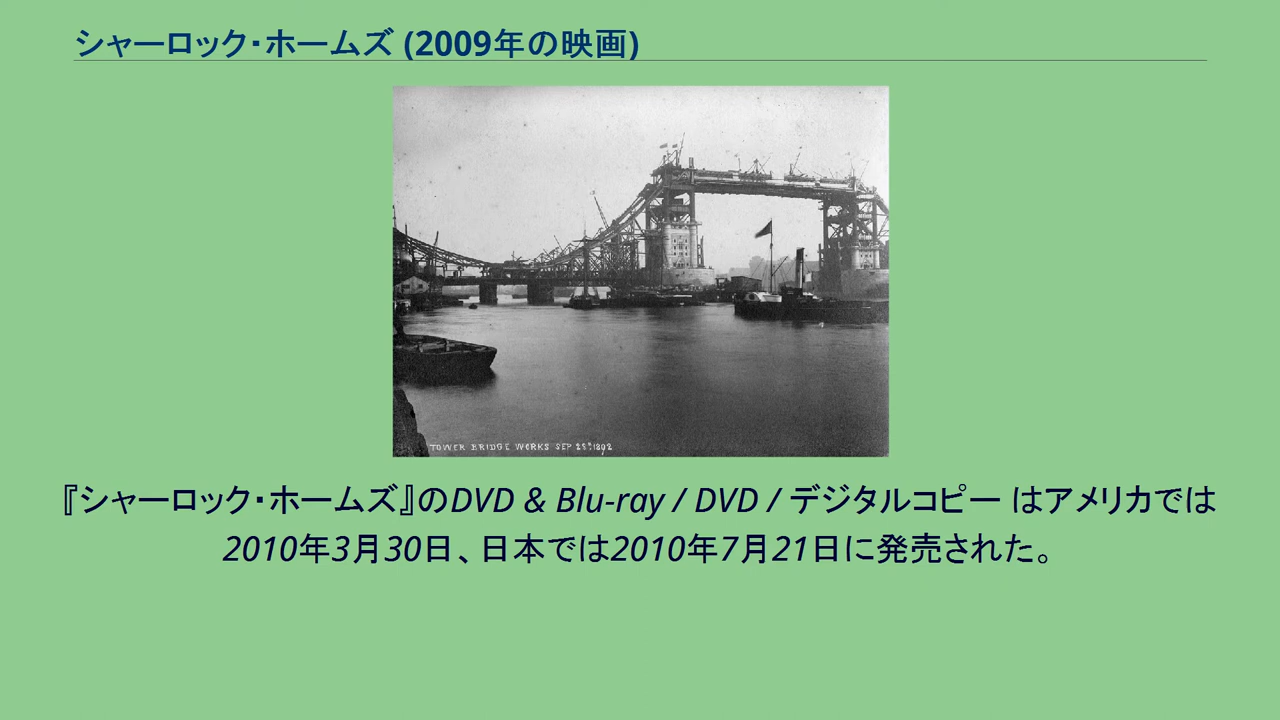 シャーロック・ホームズ (2009年の映画)
TOWER BRIDGE WORKS SEP 28th 1892
『シャーロック・ホームズ』のDVD & Blu-ray / DVD / デジタルコピー はアメリカでは
2010年3月30日、日本では2010年7月21日に発売された。